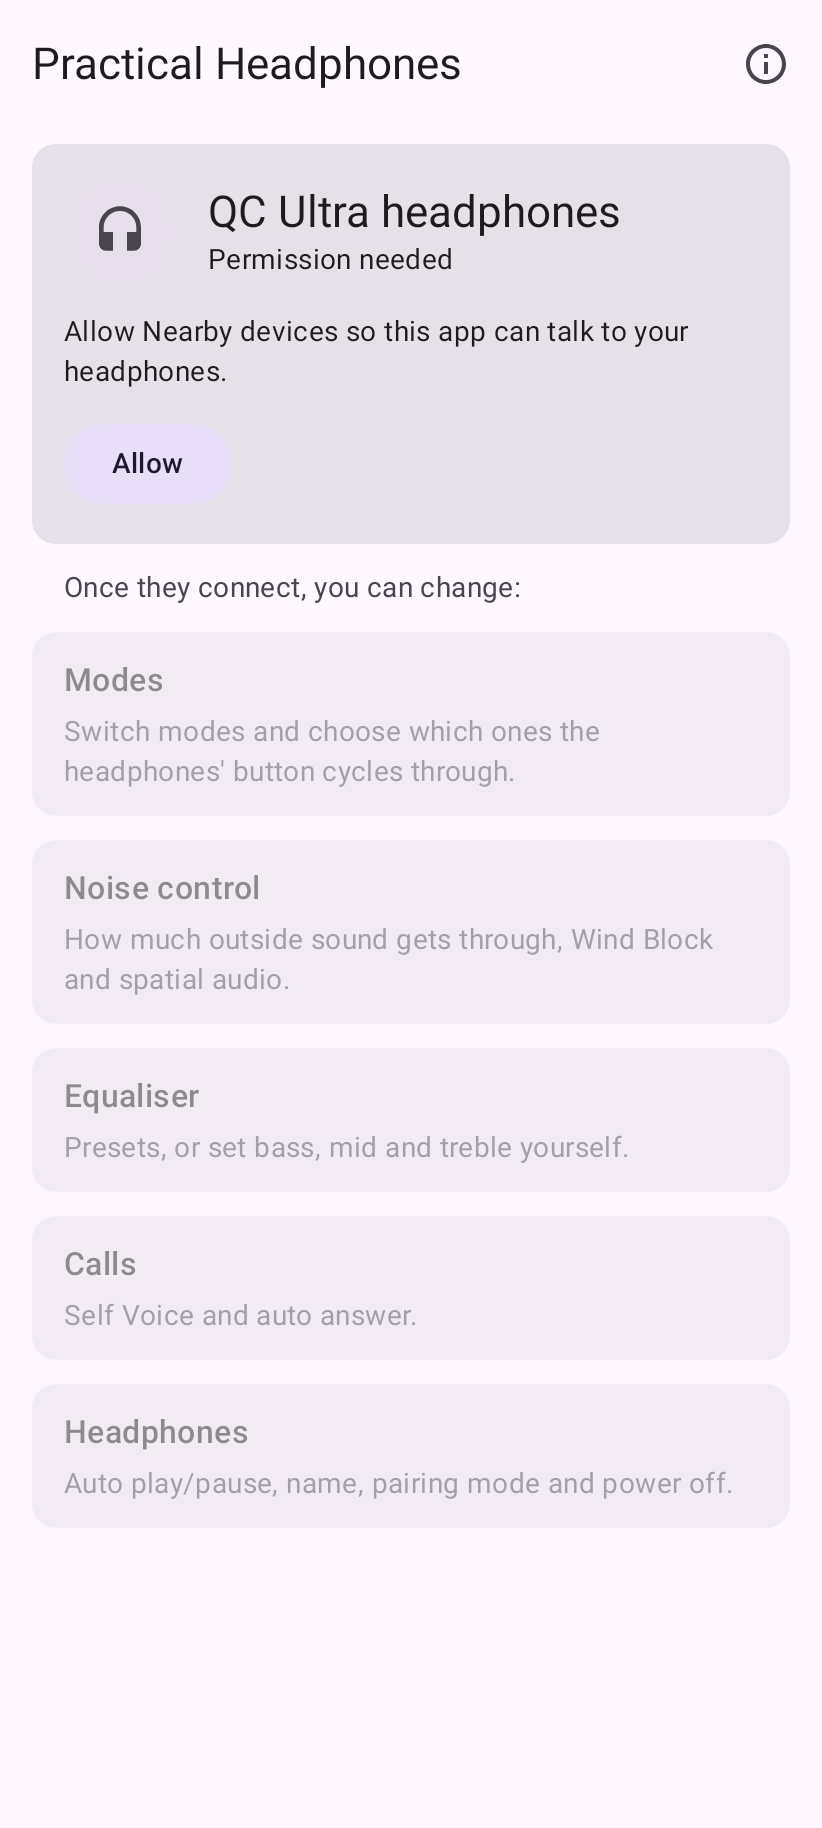 Practical Headphones
QC Ultra headphones
Permission needed
Allow Nearby devices so this app can talk to your
headphones.
Allow
Once they connect, you can change:
Modes
Switch modes and choose which ones the
headphones' button cycles through.
Noise control
How much outside sound gets through, Wind Block
and spatial audio.
Equaliser
Presets, or set bass, mid and treble yourself.
Calls
Self Voice and auto answer.
Headphones
Auto play/pause, name, pairing mode and power off.